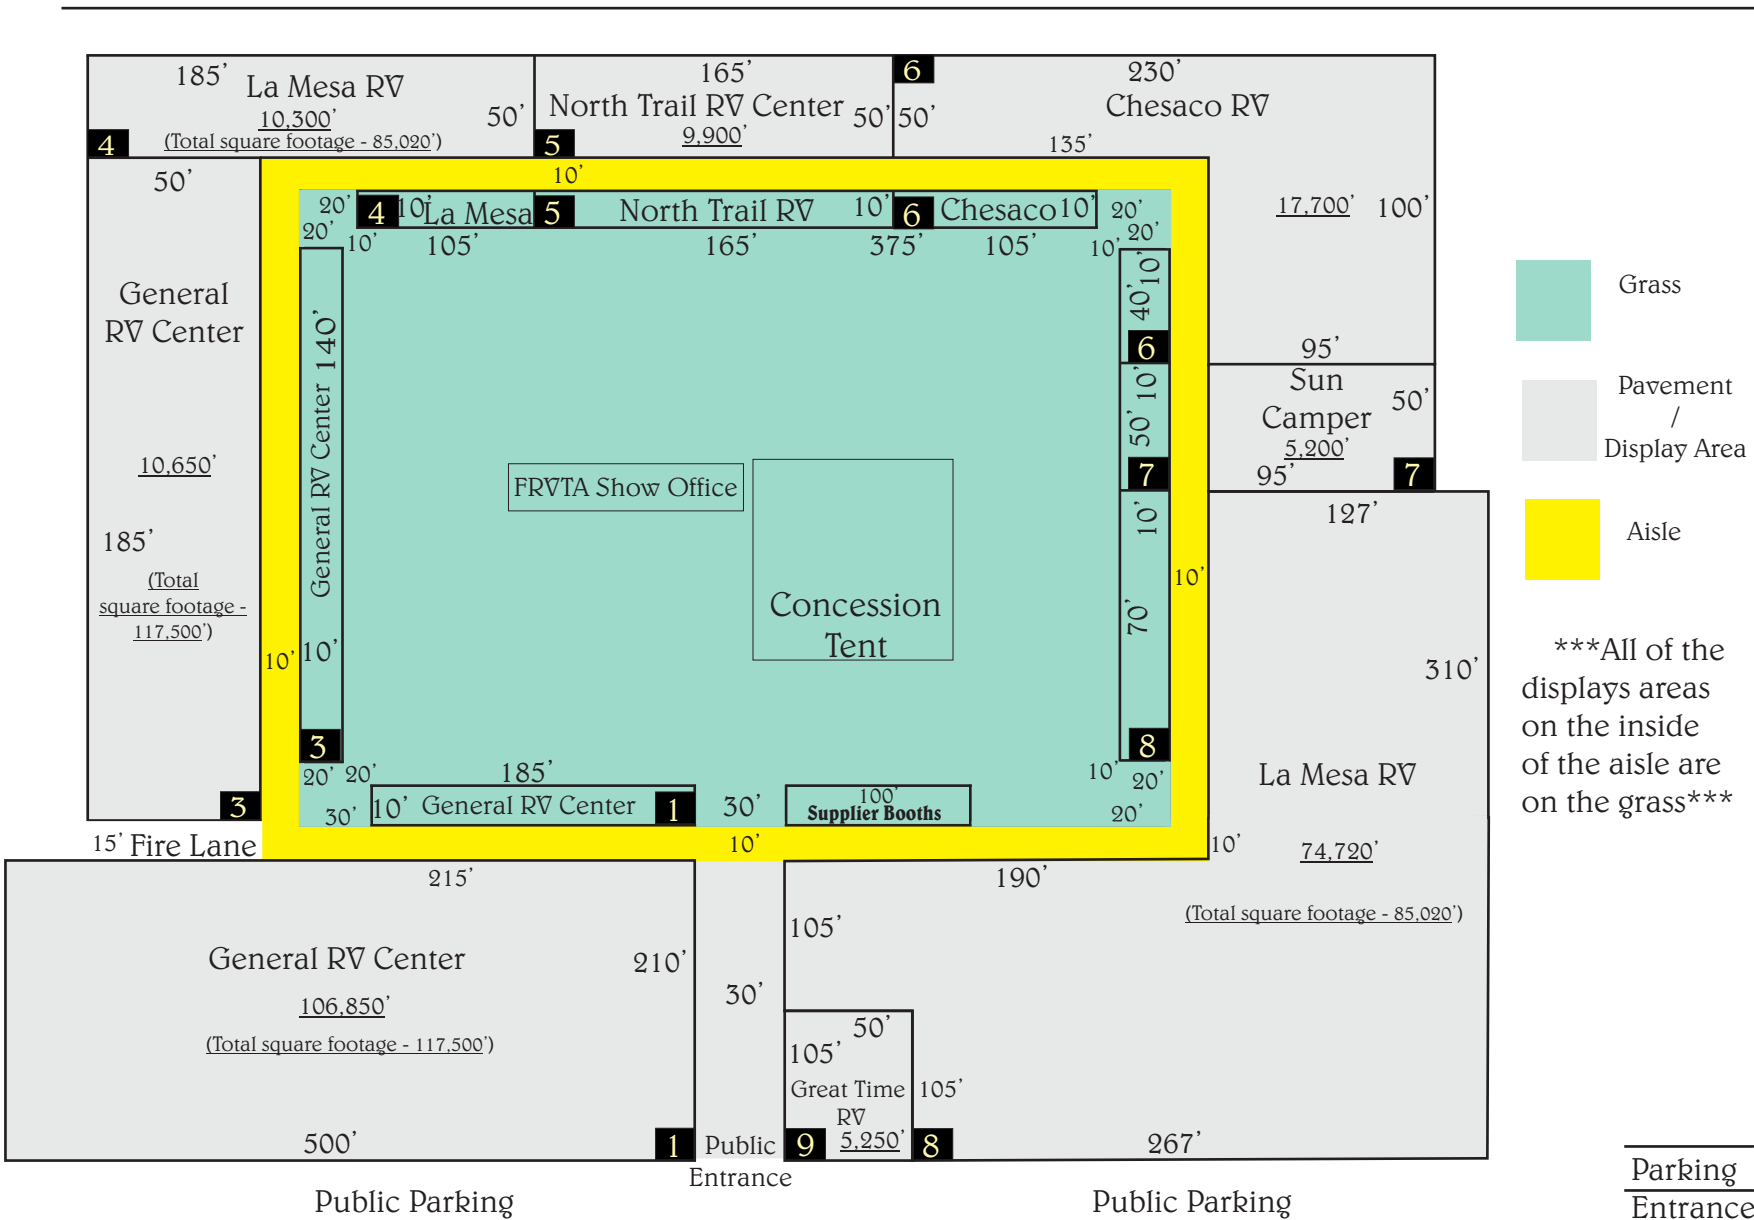 185’
La Mesa RV
10,300’
(Total square footage - 85,020’)
50’
4
165’
North Trail RV Center
9,900’
50’
5
6
230’
Chesaco RV
50’
135’
17,700’
100’
95’
50’
General
RV Center
10,650’
185’
(Total
square footage -
117,500’)
3
10’
20’
4
10’
La Mesa
5
North Trail RV
10’
6
Chesaco
10’
20’
20’
10’
105’
165’
375’
105’
10’
20’
General RV Center
140’
10’
3
10’
10’
40’
6
10’
50’
7
10’
70’
8
10’
Sun
Camper
50’
5,200’
95’
7
FRVTA Show Office
Concession
Tent
127’
310’
La Mesa RV
74,720’
(Total square footage - 85,020’)
20’
20’
30’
185’
10’
General RV Center
1
30’
100’
Supplier Booths
10’
20’
20’
15’
Fire Lane
10’
10’
215’
General RV Center
210’
106,850’
(Total square footage - 117,500’)
500’
1
30’
Public
Entrance
190’
105’
50’
105’
Great Time
RV
5,250’
9
105’
8
267’
Public Parking
Public Parking
Grass
Pavement
/
Display Area
Aisle
***All of the
displays areas
on the inside
of the aisle are
on the grass***
Parking
Entrance